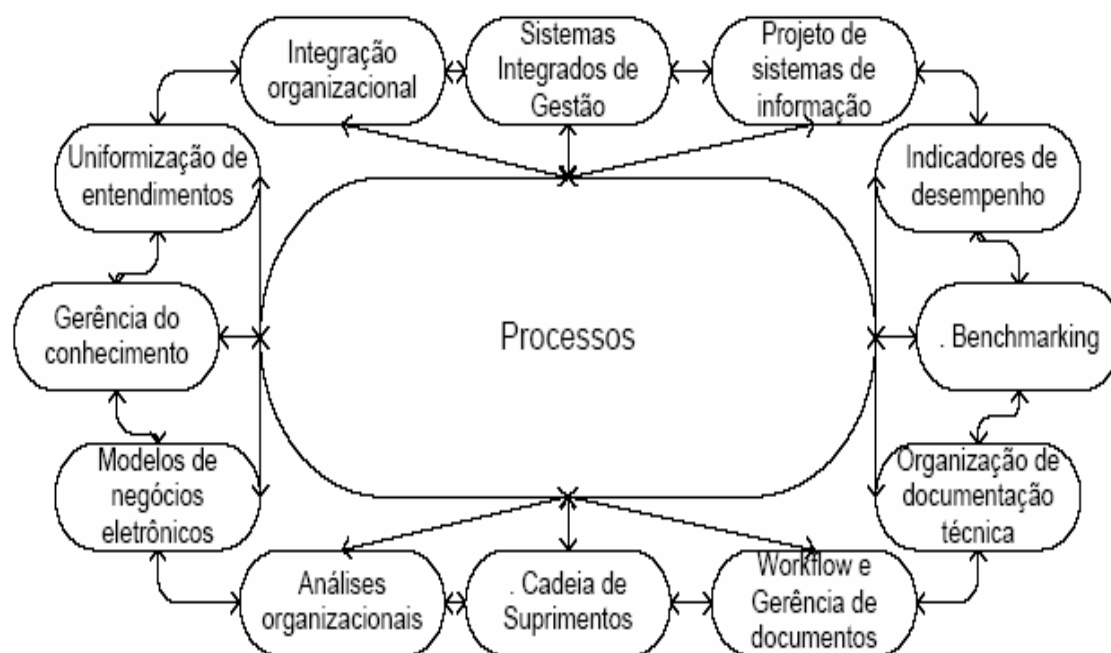 Integração
organizacional
Sistemas
Integrados de
Gestão
Projeto de
sistemas de
informação
Uniformização de
entendimentos
Indicadores de
desempenho
Gerência do
conhecimento
Processos
. Benchmarking
Modelos de
negócios
eletrônicos
Organização de
documentação
técnica
Análises
organizacionais
. Cadeia de
Suprimentos
Workflow e
Gerência de
documentos